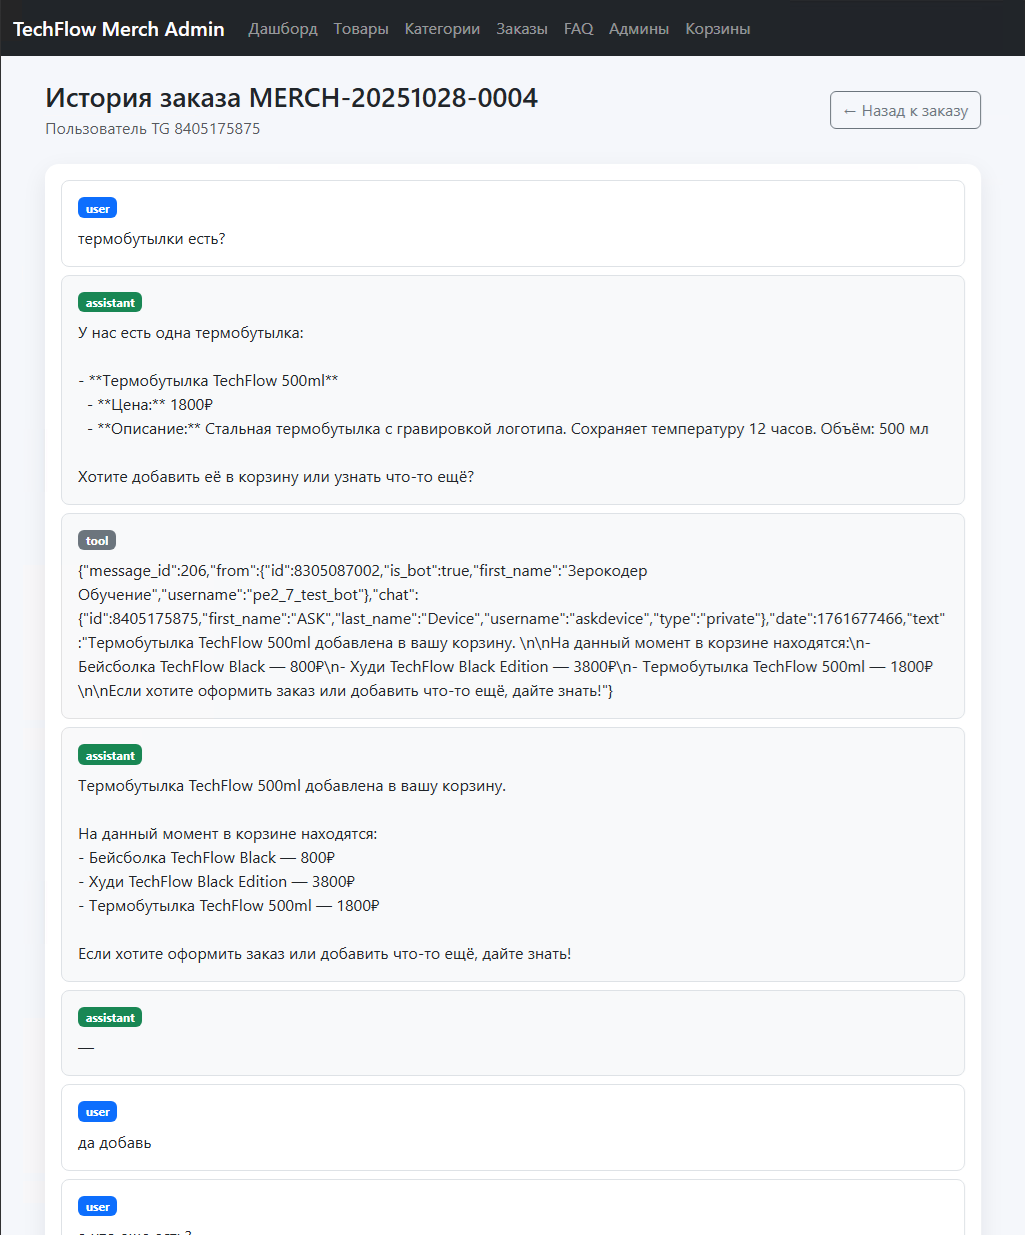 TechFlow Merch Admin Дашборд Товары Категории Заказы FAQ Админы Корзины
История заказа MERCH-20251028-0004
Пользователь TG 8405175875
← Назад к заказу
user
термобутылки есть?
assistant
У нас есть одна термобутылка:
- **Термобутылка TechFlow 500ml**
- **Цена:** 1800₽
- **Описание:** Стальная термобутылка с гравировкой логотипа. Сохраняет температуру 12 часов. Объём: 500 мл
Хотите добавить её в корзину или узнать что-то ещё?
tool
{"message_id":206,"from":{"id":8305087002,"is_bot":true,"first_name":"Зерокодер
Обучение","username":"pe2_7_test_bot"},"chat":
{"id":8405175875,"first_name":"ASK","last_name":"Device","username":"askdevice","type":"private"},"date":1761677466,"text"
:"Термобутылка TechFlow 500ml добавлена в вашу корзину. \n\nНа данный момент в корзине находятся:\n-
Бейсболка TechFlow Black — 800₽\n- Худи TechFlow Black Edition — 3800₽\n- Термобутылка TechFlow 500ml — 1800₽
\n\nЕсли хотите оформить заказ или добавить что-то ещё, дайте знать!"}
assistant
Термобутылка TechFlow 500ml добавлена в вашу корзину.
На данный момент в корзине находятся:
- Бейсболка TechFlow Black — 800₽
- Худи TechFlow Black Edition — 3800₽
- Термобутылка TechFlow 500ml — 1800₽
Если хотите оформить заказ или добавить что-то ещё, дайте знать!
assistant
—
user
да добавь
user
а что еще есть?